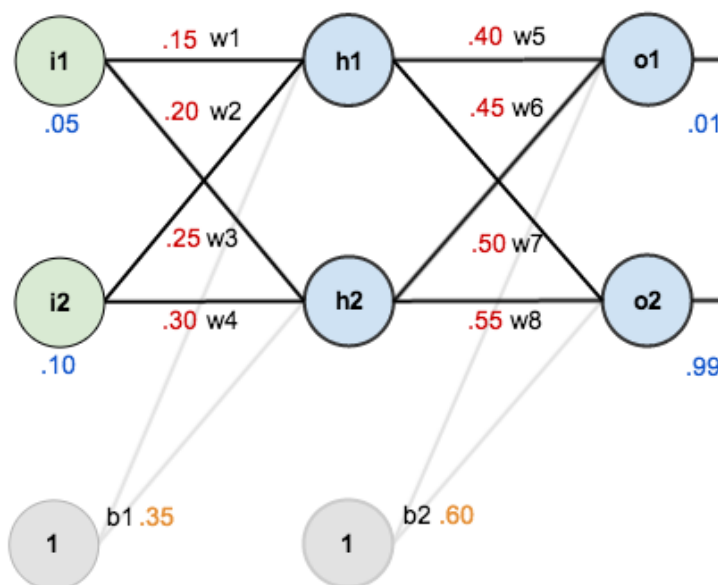 .15 w1
.40 w5
i1
h1
o1
.20 w2
.45 w6
.05
.01
.25 w3
.50 w7
i2
h2
o2
.30 w4
.55 w8
.10
.99
b1 .35
b2 .60
1
1